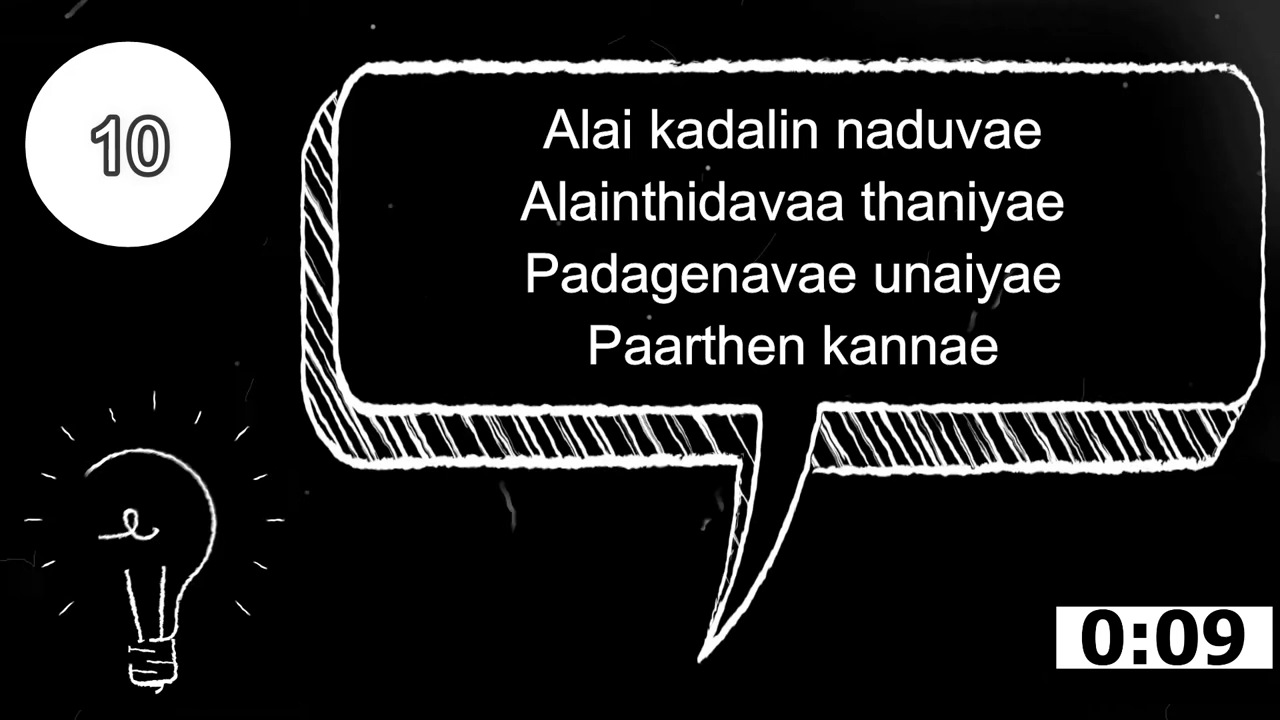 10
Alai kadalin naduvae
Alainthidavaa thaniyae
Padagenavae unaiyae
Paarthen kannae
0:09